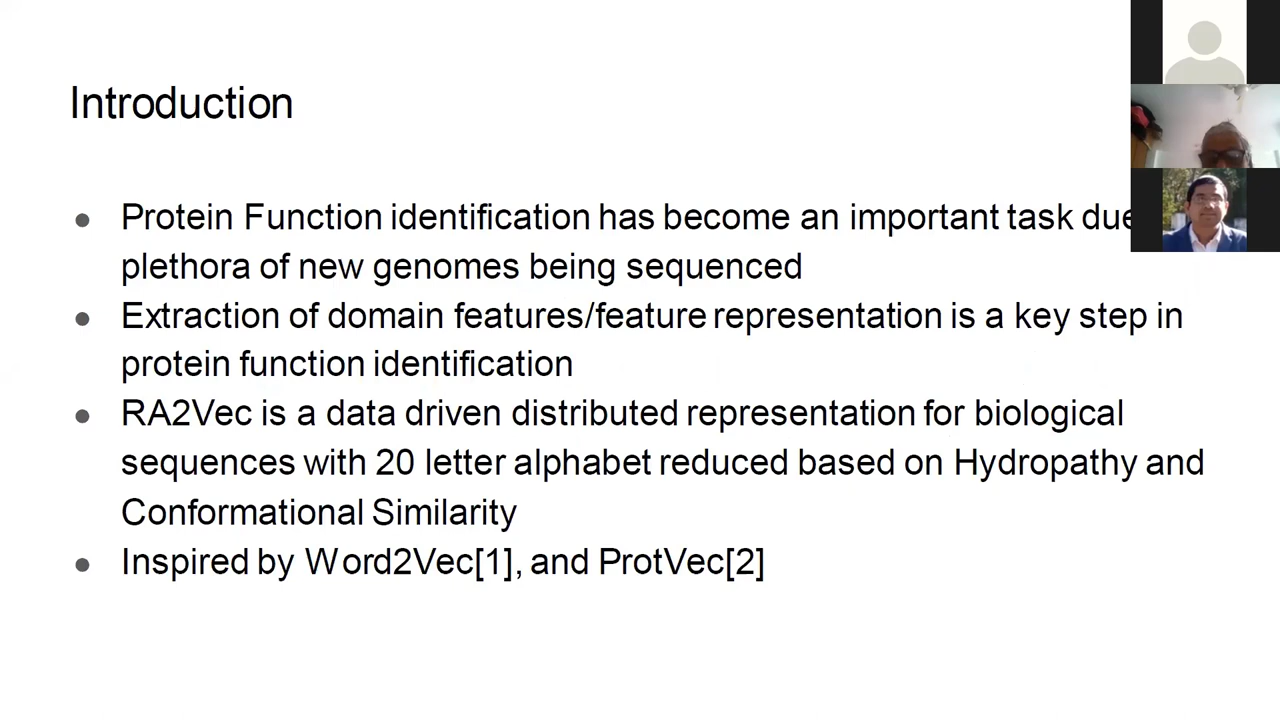 Introduction
● Protein Function identification has become an important task due
plethora of new genomes being sequenced
● Extraction of domain features/feature representation is a key step in
protein function identification
● RA2Vec is a data driven distributed representation for biological
sequences with 20 letter alphabet reduced based on Hydropathy and
Conformational Similarity
● Inspired by Word2Vec[1], and ProtVec[2]